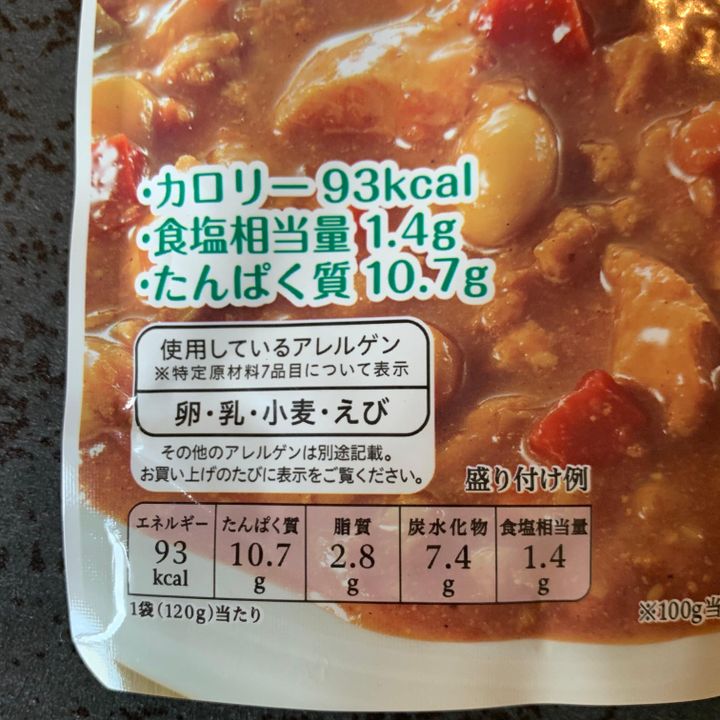 ・カロリー 93kcal
・食塩相当量 1.4g
・たんぱく質 10.7g
使用しているアレルゲン
※特定原材料7品目について表示
卵・乳・小麦・えび
その他のアレルゲンは別途記載。
お買い上げのたびに表示をご覧ください。
盛り付け例
エネルギー たんぱく質 脂質 炭水化物 食塩相当量
93 10.7 2.8 7.4 1.4
kcal g g g g
1袋(120g)当たり
※100g当